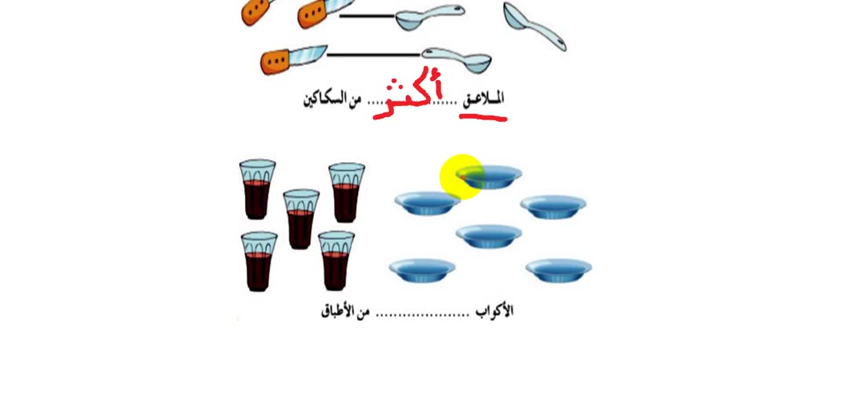 الملاعق ......أكثر...... من السكاكين
الأكواب ..................... من الأطباق